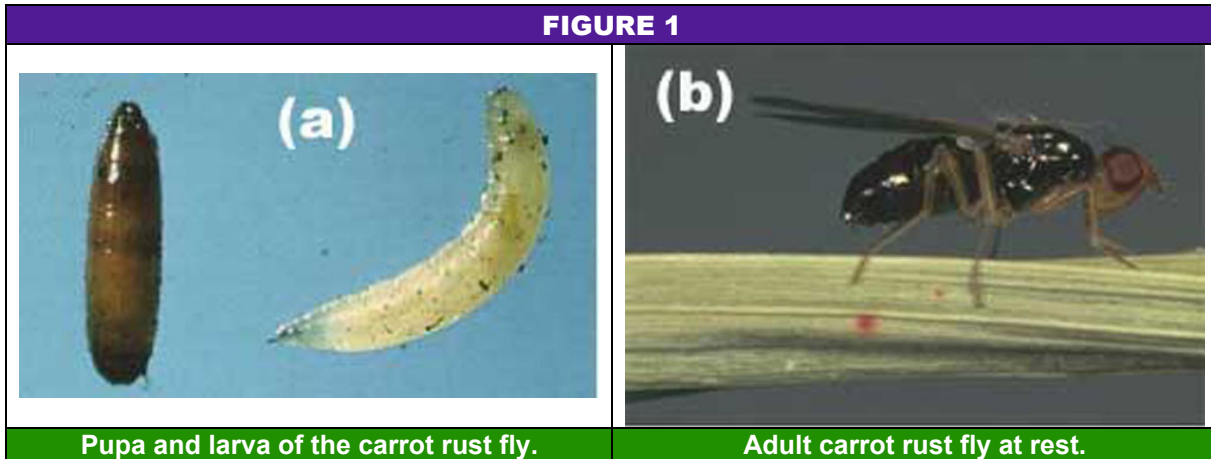 FIGURE 1
(a)
(b)
Pupa and larva of the carrot rust fly.
Adult carrot rust fly at rest.